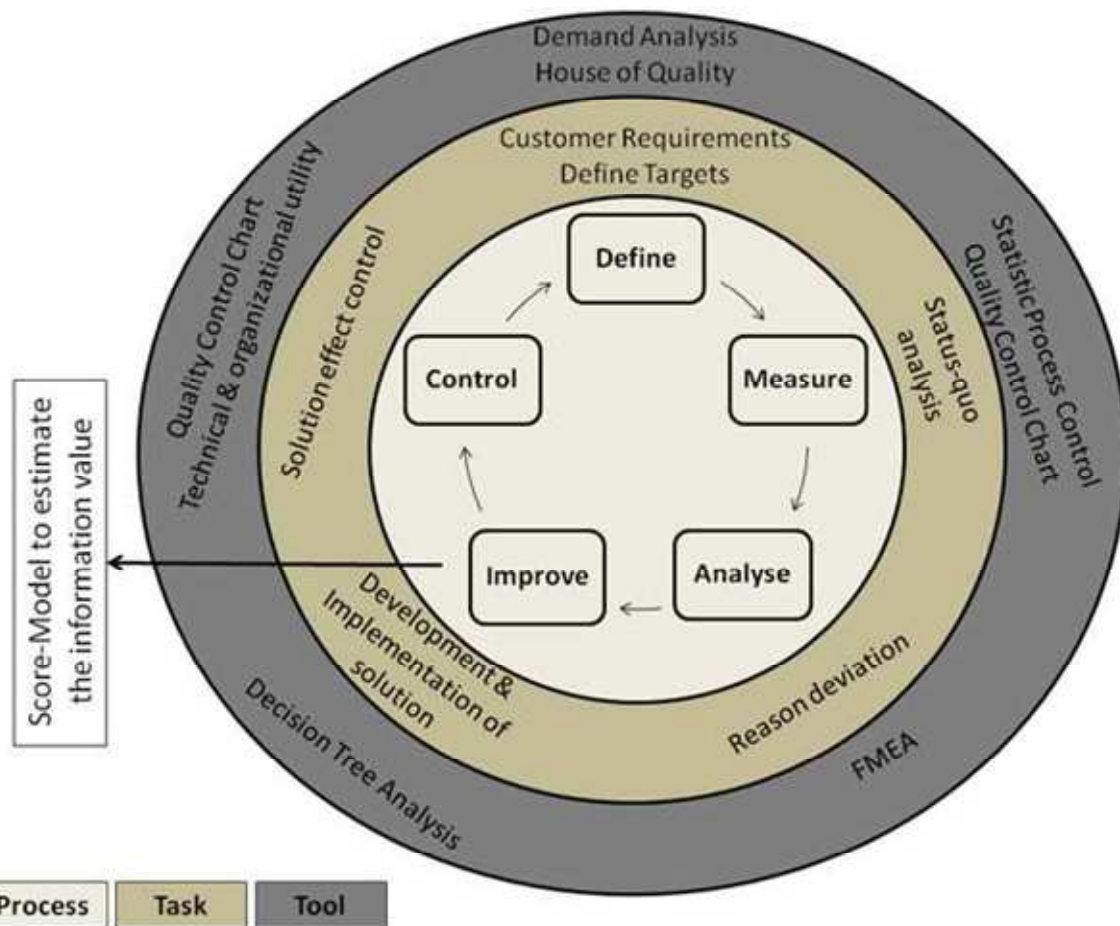 Demand Analysis
House of Quality
Customer Requirements
Define Targets
Define
Measure
Analyse
Improve
Control
Status-quo
analysis
Statistic Process Control
Quality Control Chart
Reason deviation
FMEA
Development &
Implementation of
solution
Decision Tree Analysis
Solution effect control
Quality Control Chart
Technical & organizational utility
Score-Model to estimate
the information value
Process
Task
Tool